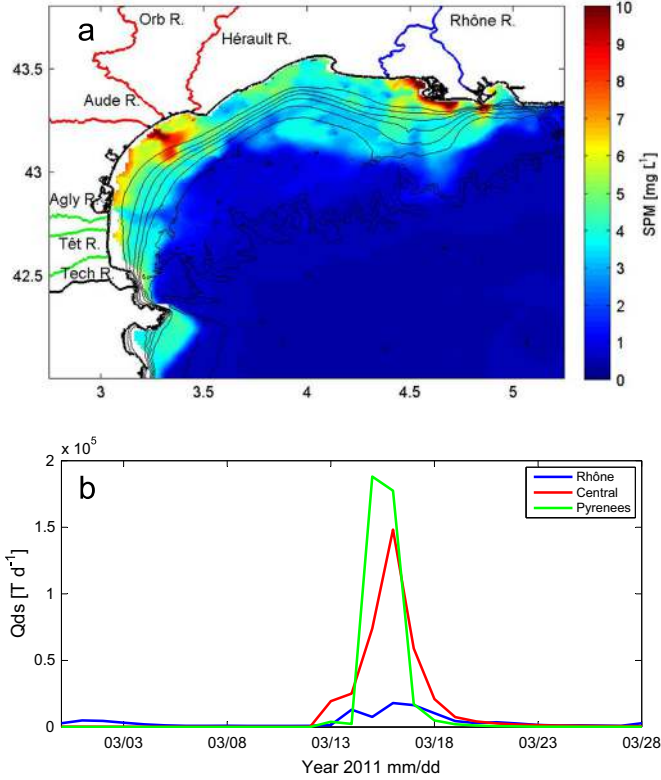 a
Orb R.
Hérault R.
Rhône R.
Aude R.
Agly R.
Têt R.
Tech R.
43.5
43
42.5
3
3.5
4
4.5
5
10
9
8
7
6
5
4
3
2
1
0
SPM [mg L¹]
b
x 10⁵
2
1.5
1
0.5
0
Qds [T d⁻¹]
Rhône
Central
Pyrenees
03/03
03/08
03/13
03/18
03/23
03/28
Year 2011 mm/dd